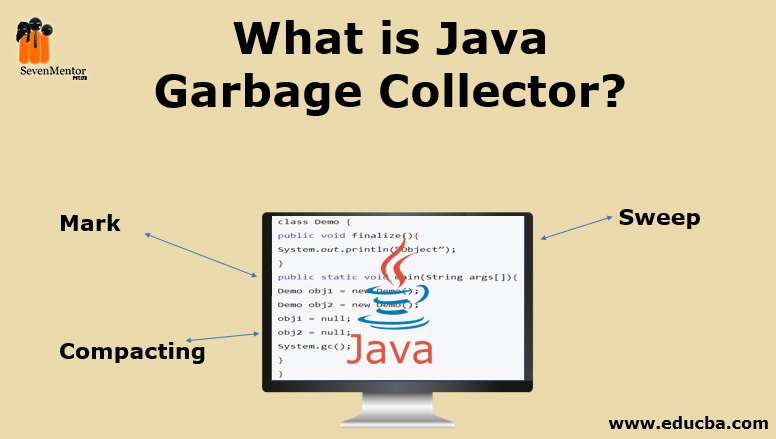 SevenMentor
PVT.LTD
What is Java
Garbage Collector?
Mark
Sweep
Compacting
class Demo {
public void finalize(){
System.out.println("Object");
}
public static void main(String args[]){
Demo obj1 = new Demo();
Demo obj2 = new Demo();
obj1 = null;
obj2 = null;
System.gc();
}
}
Java
www.educba.com